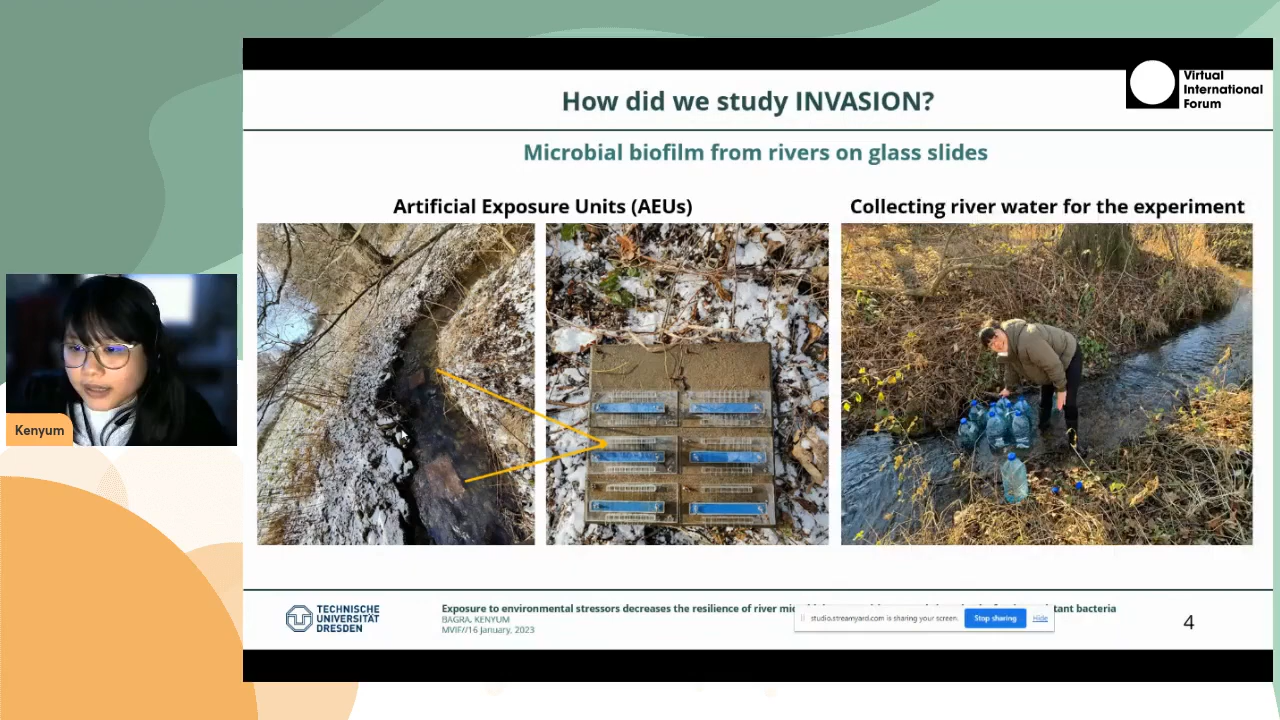 Virtual
International
Forum
How did we study INVASION?
Microbial biofilm from rivers on glass slides
Artificial Exposure Units (AEUs)
Collecting river water for the experiment
Kenyum
TECHNISCHE
UNIVERSITÄT
DRESDEN
Exposure to environmental stressors decreases the resilience of river bacteria
BAGRA, KENYUM
MVIF//16 January, 2023
studio.streamyard.com is sharing your screen.
Stop sharing
Hide
4